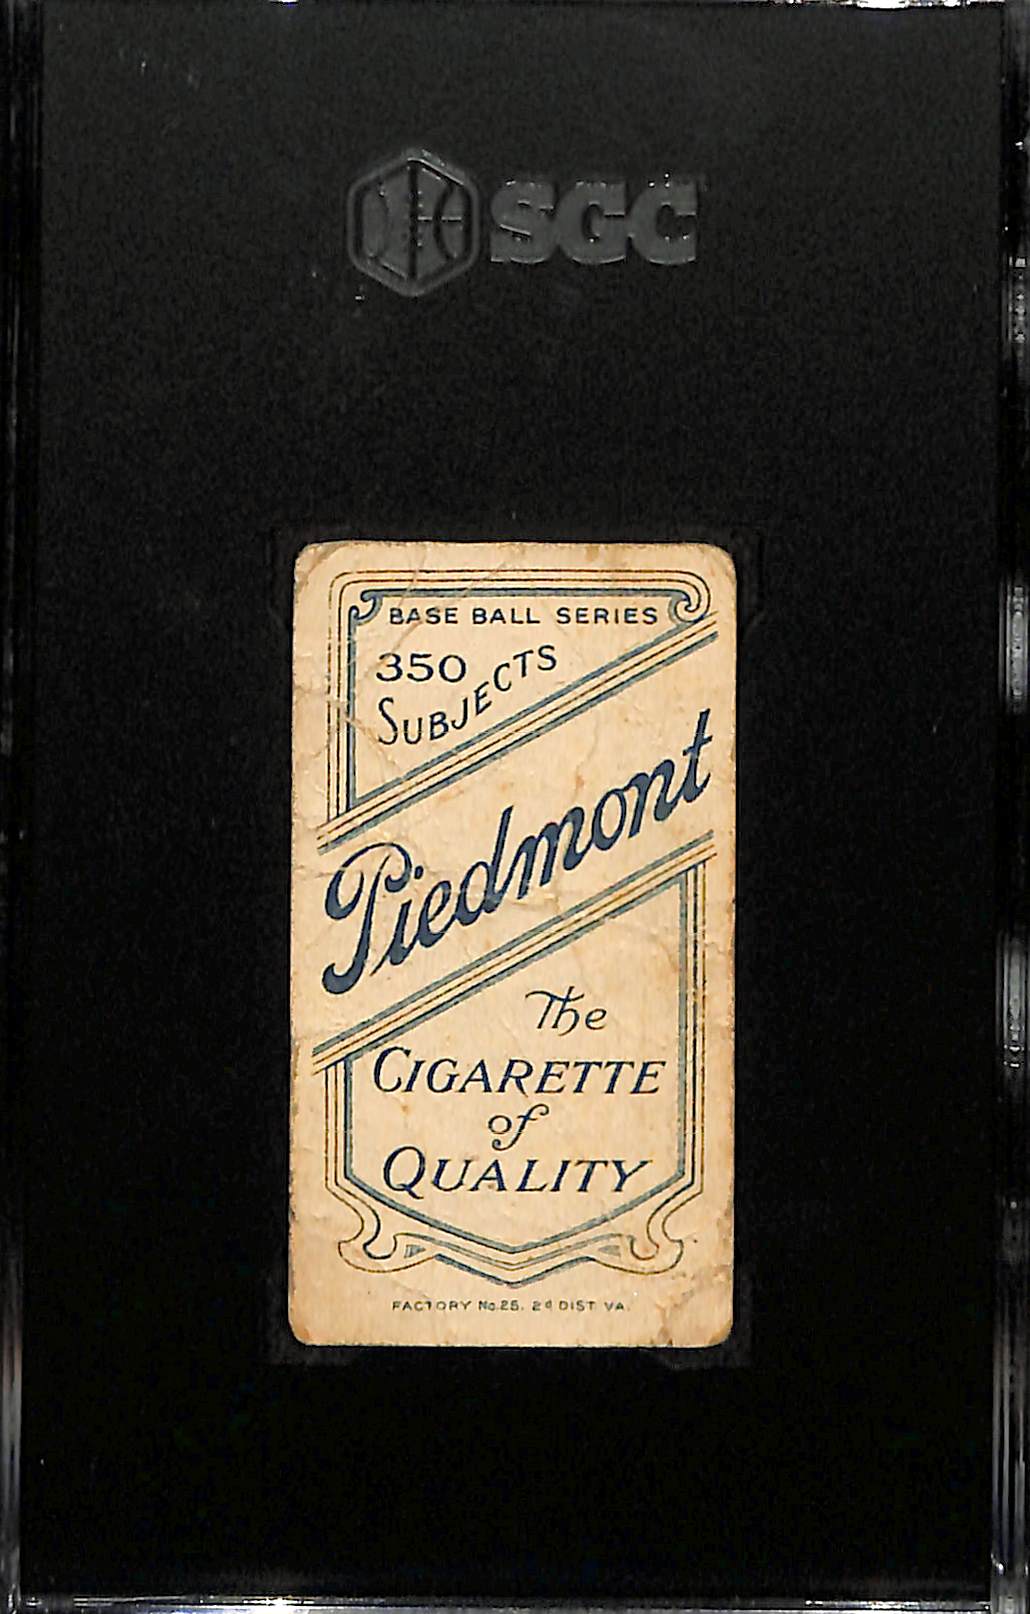 SGC
BASE BALL SERIES
350
SUBJECTS
Piedmont
The
CIGARETTE
of
QUALITY
FACTORY No. 25. 2d DIST VA.